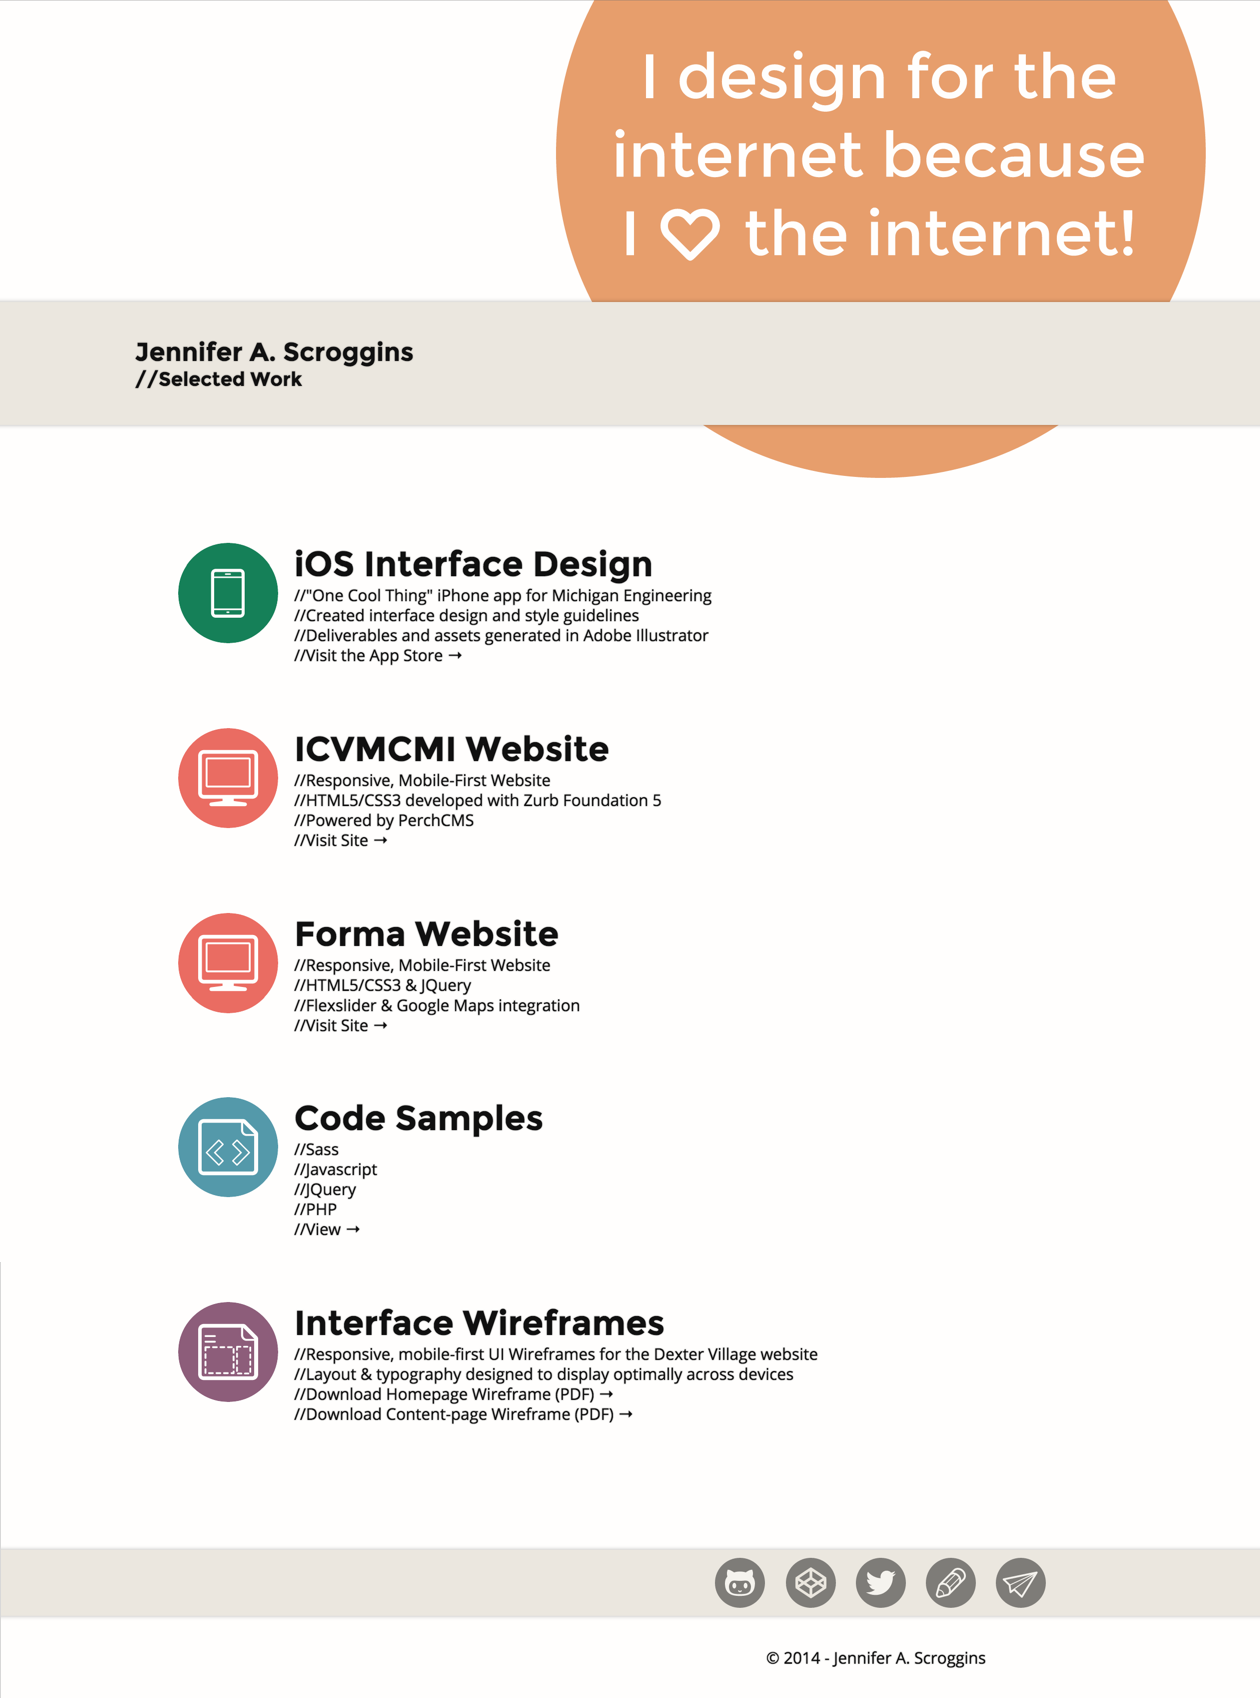 I design for the
internet because
I ♡ the internet!
Jennifer A. Scroggins
//Selected Work
iOS Interface Design
//"One Cool Thing" iPhone app for Michigan Engineering
//Created interface design and style guidelines
//Deliverables and assets generated in Adobe Illustrator
//Visit the App Store →
ICVMCMI Website
//Responsive, Mobile-First Website
//HTML5/CSS3 developed with Zurb Foundation 5
//Powered by PerchCMS
//Visit Site →
Forma Website
//Responsive, Mobile-First Website
//HTML5/CSS3 & JQuery
//Flexslider & Google Maps integration
//Visit Site →
Code Samples
//Sass
//Javascript
//JQuery
//PHP
//View →
Interface Wireframes
//Responsive, mobile-first UI Wireframes for the Dexter Village website
//Layout & typography designed to display optimally across devices
//Download Homepage Wireframe (PDF) →
//Download Content-page Wireframe (PDF) →
© 2014 - Jennifer A. Scroggins